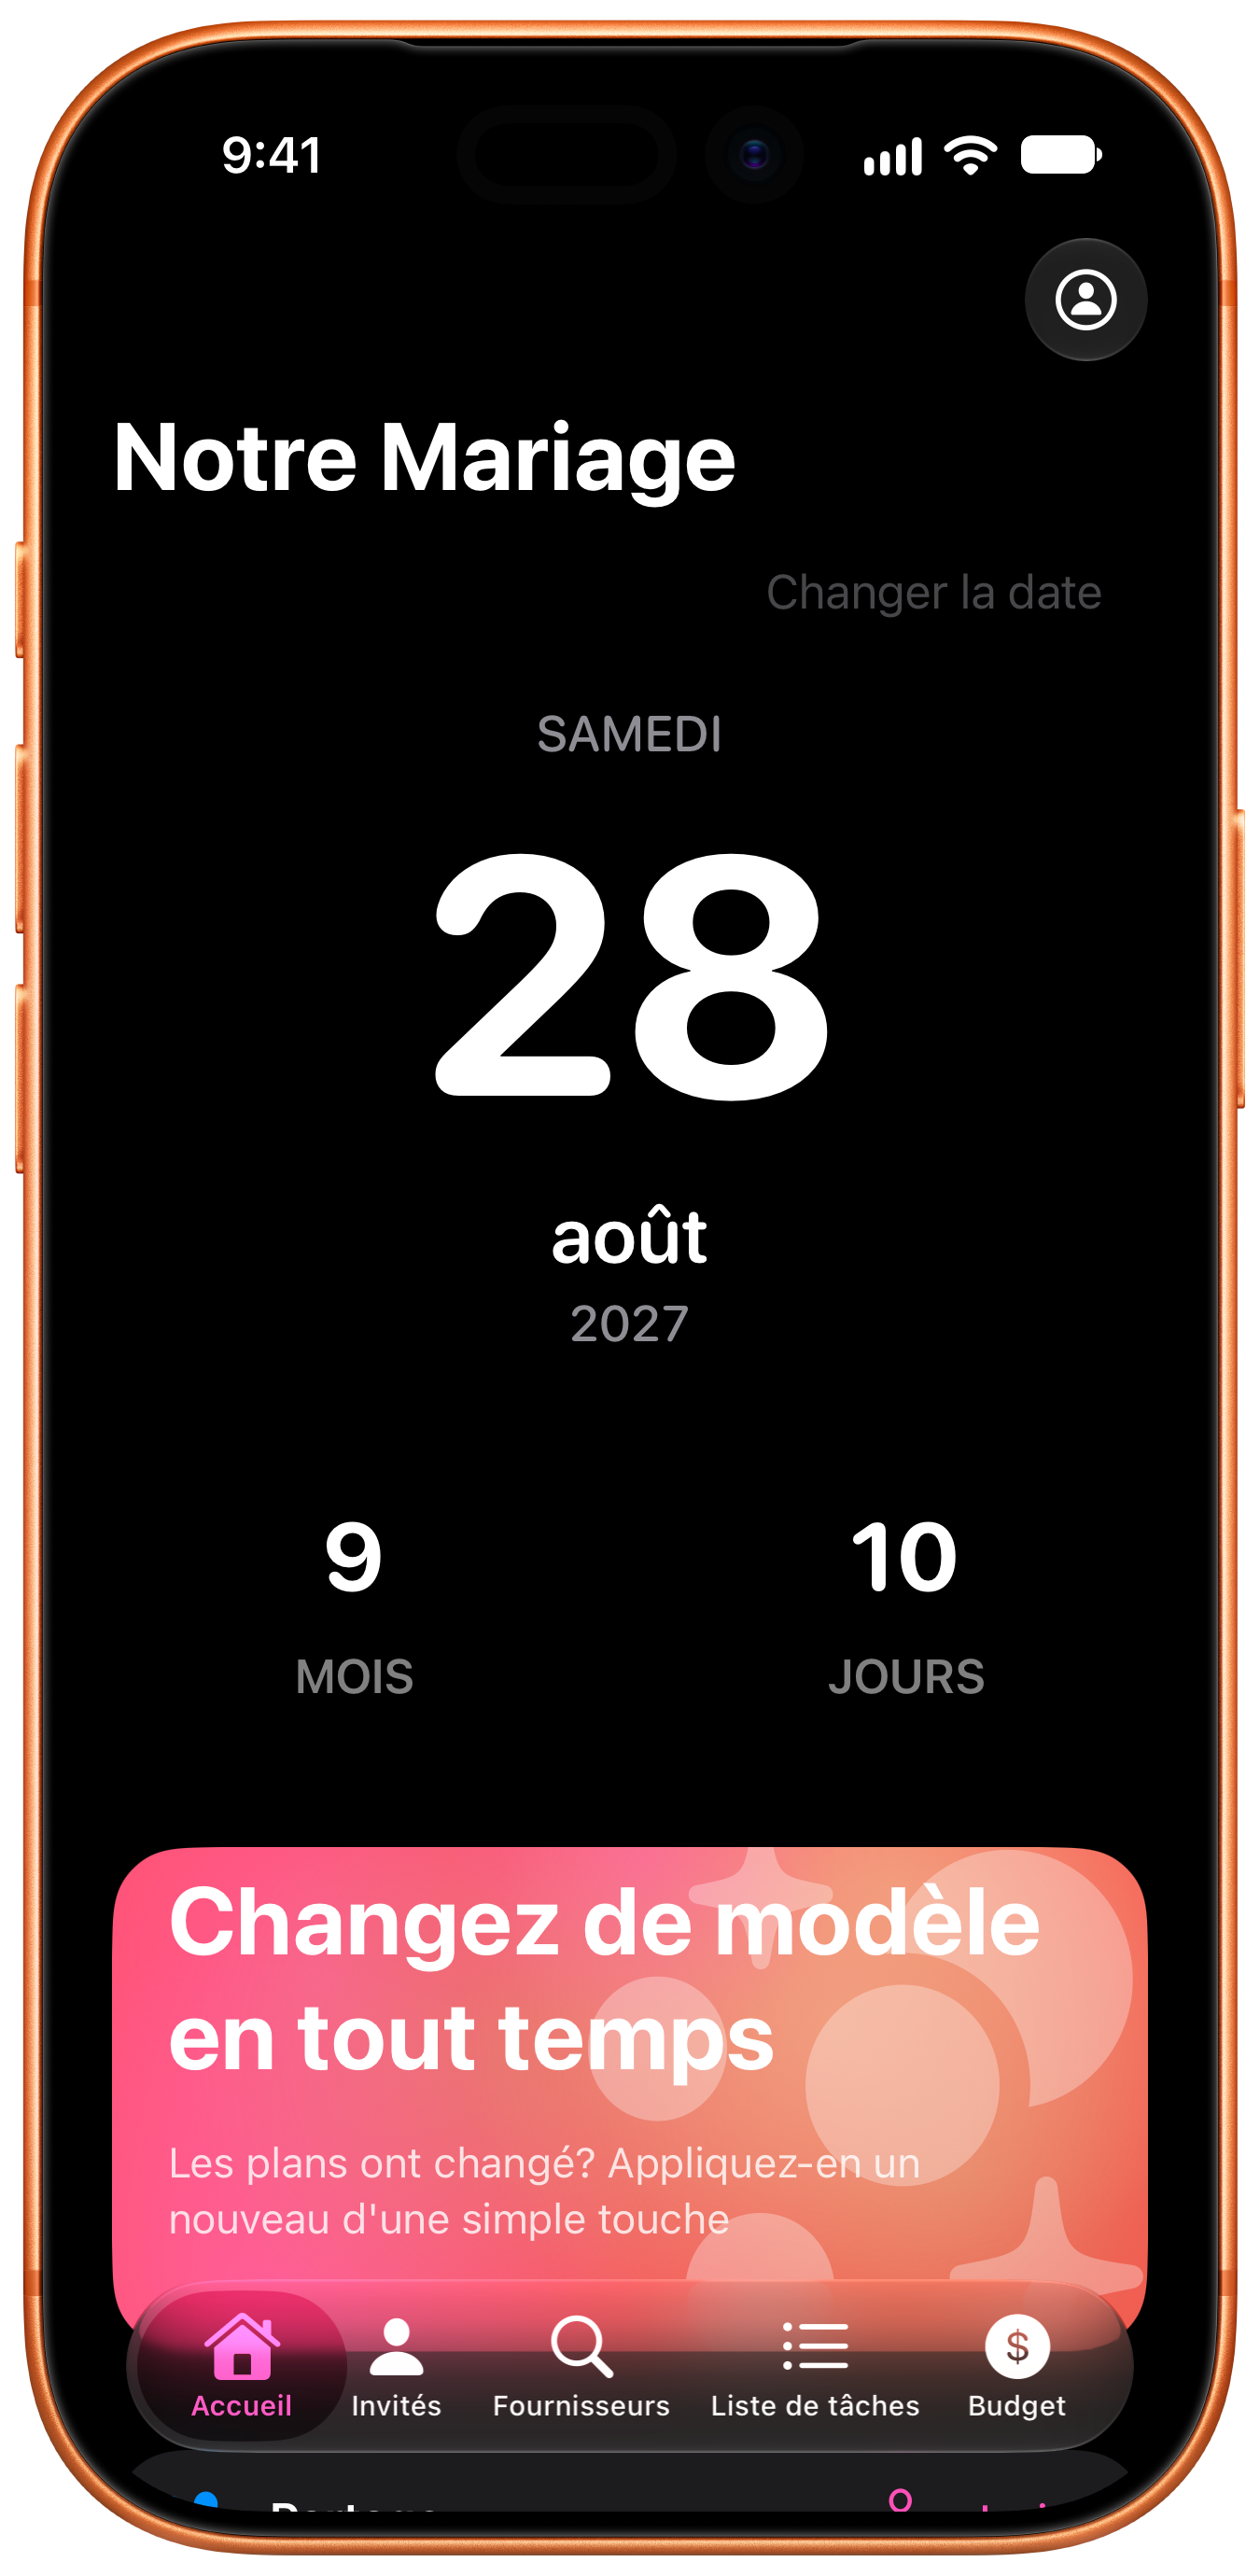 9:41
Notre Mariage
Changer la date
SAMEDI
28
août
2027
9
10
MOIS
JOURS
Changez de modèle
en tout temps
Les plans ont changé? Appliquez-en un
nouveau d'une simple touche
$
Accueil
Invités
Fournisseurs
Liste de tâches
Budget